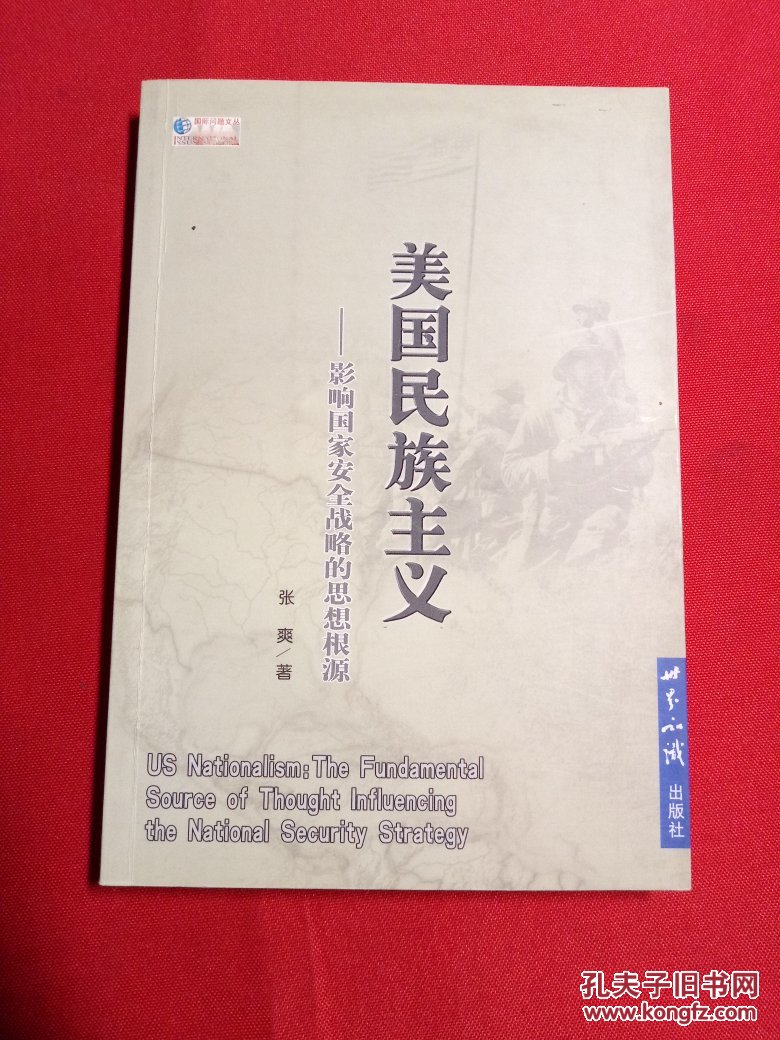 国际问题文丛
INTERNATIONAL
美国民族主义
——影响国家安全战略的思想根源
张爽/著
US Nationalism:The Fundamental
Source of Thought Influencing
the National Security Strategy
世界知识
出版社
孔夫子旧书网
www.kongfz.com